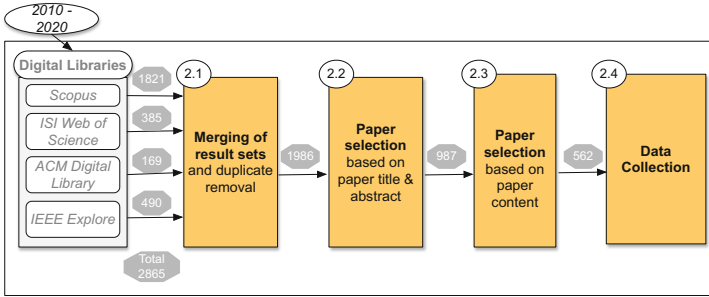 2010 -
2020
Digital Libraries
Scopus
ISI Web of
Science
ACM Digital
Library
IEEE Explore
1821
385
169
490
Total
2865
2.1
Merging of
result sets
and duplicate
removal
1986
2.2
Paper
selection
based on
paper title &
abstract
987
2.3
Paper
selection
based on
paper
content
562
2.4
Data
Collection